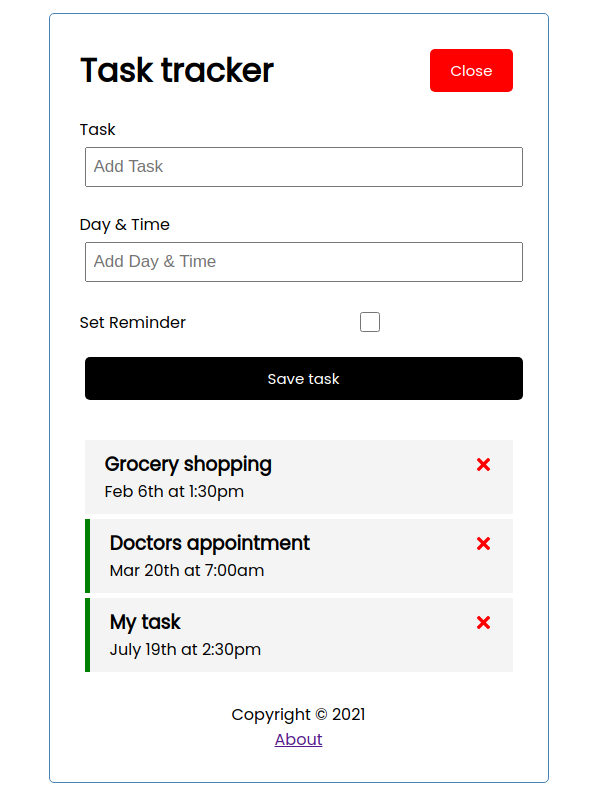 Task tracker
Close
Task
Add Task
Day & Time
Add Day & Time
Set Reminder
Save task
Grocery shopping
Feb 6th at 1:30pm
Doctors appointment
Mar 20th at 7:00am
My task
July 19th at 2:30pm
Copyright © 2021
About